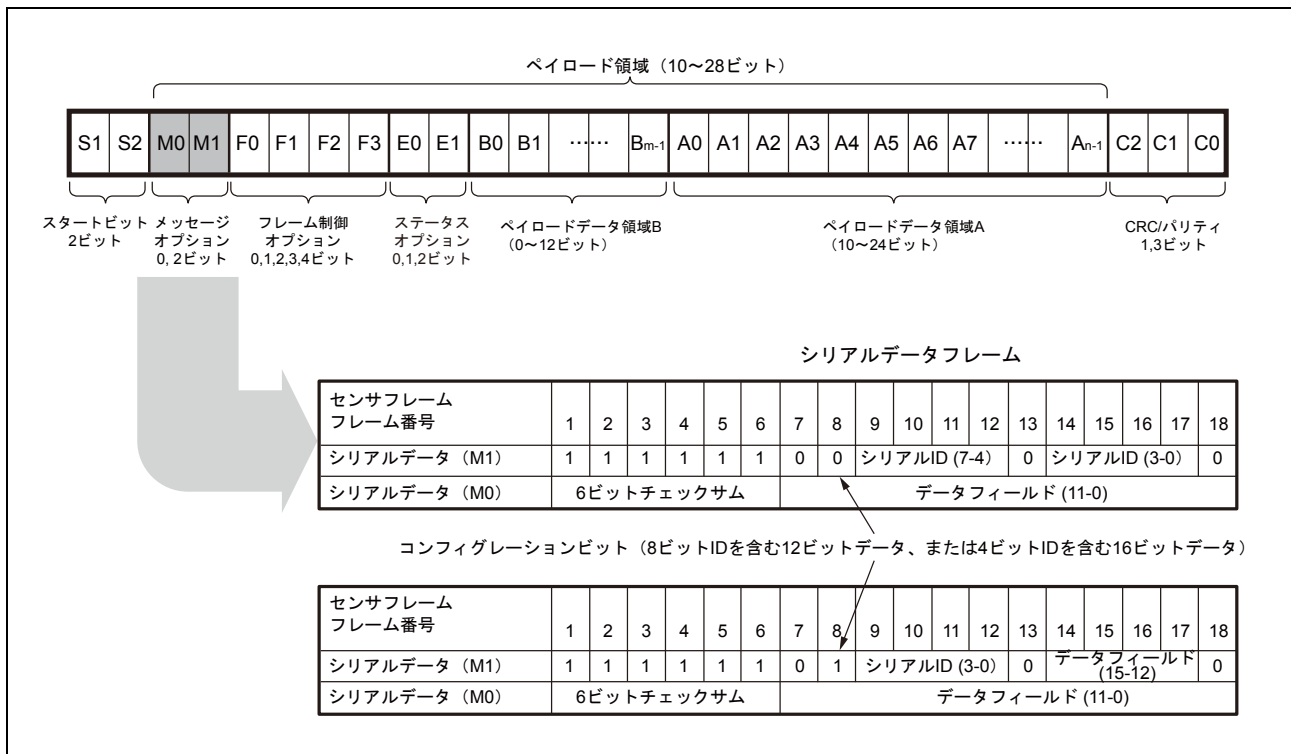 ペイロード領域（10～28ビット）
S1 S2 M0 M1 F0 F1 F2 F3 E0 E1 B0 B1 …… Bm-1 A0 A1 A2 A3 A4 A5 A6 A7 …… An-1 C2 C1 C0
スタートビット
2ビット
メッセージ
オプション
0, 2ビット
フレーム制御
オプション
0,1,2,3,4ビット
ステータス
オプション
0,1,2ビット
ペイロードデータ領域B
（0～12ビット）
ペイロードデータ領域A
（10～24ビット）
CRC/パリティ
1,3ビット
シリアルデータフレーム
センサフレーム
フレーム番号 1 2 3 4 5 6 7 8 9 10 11 12 13 14 15 16 17 18
シリアルデータ（M1） 1 1 1 1 1 1 0 0 シリアルID (7-4) 0 シリアルID (3-0) 0
シリアルデータ（M0） 6ビットチェックサム データフィールド (11-0)
コンフィグレーションビット（8ビットIDを含む12ビットデータ、または4ビットIDを含む16ビットデータ）
センサフレーム
フレーム番号 1 2 3 4 5 6 7 8 9 10 11 12 13 14 15 16 17 18
シリアルデータ（M1） 1 1 1 1 1 1 0 1 シリアルID (3-0) 0 データフィールド (15-12) 0
シリアルデータ（M0） 6ビットチェックサム データフィールド (11-0)